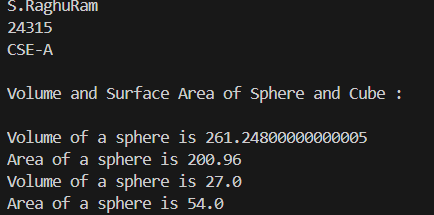 S.RaghuRam
24315
CSE-A
Volume and Surface Area of Sphere and Cube :
Volume of a sphere is 261.24800000000005
Area of a sphere is 200.96
Volume of a sphere is 27.0
Area of a sphere is 54.0